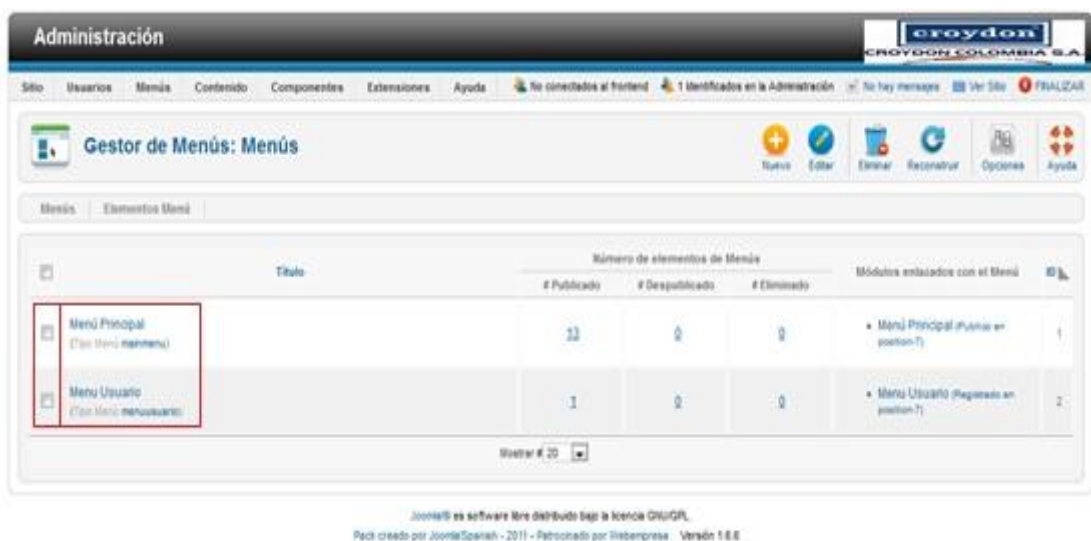 Administración
croydon
CROYDON COLOMBIA S.A
Sitio Usuarios Menús Contenido Componentes Extensiones Ayuda No conectados al frontend 1 Identificados en la Administración No hay mensajes Ver Sitio FINALIZAR
Gestor de Menús: Menús
Nuevo Editar Eliminar Reconstruir Opciones Ayuda
Menús Elementos Menú
Título Número de elementos de Menús Módulos enlazados con el Menú ID
# Publicado # Despublicado # Eliminado
Menú Principal
(Tipo Menú mainmenu)
13 0 0
Menú Principal (Público en position-7)
1
Menu Usuario
(Tipo Menú menuusuario)
1 0 0
Menu Usuario (Registrado en position-7)
2
Mostrar # 20
Joomla!® es software libre distribuido bajo la licencia GNU/GPL.
Pack creado por JoomlaSpanish - 2011 - Patrocinado por Webempresa Versión 1.6.6